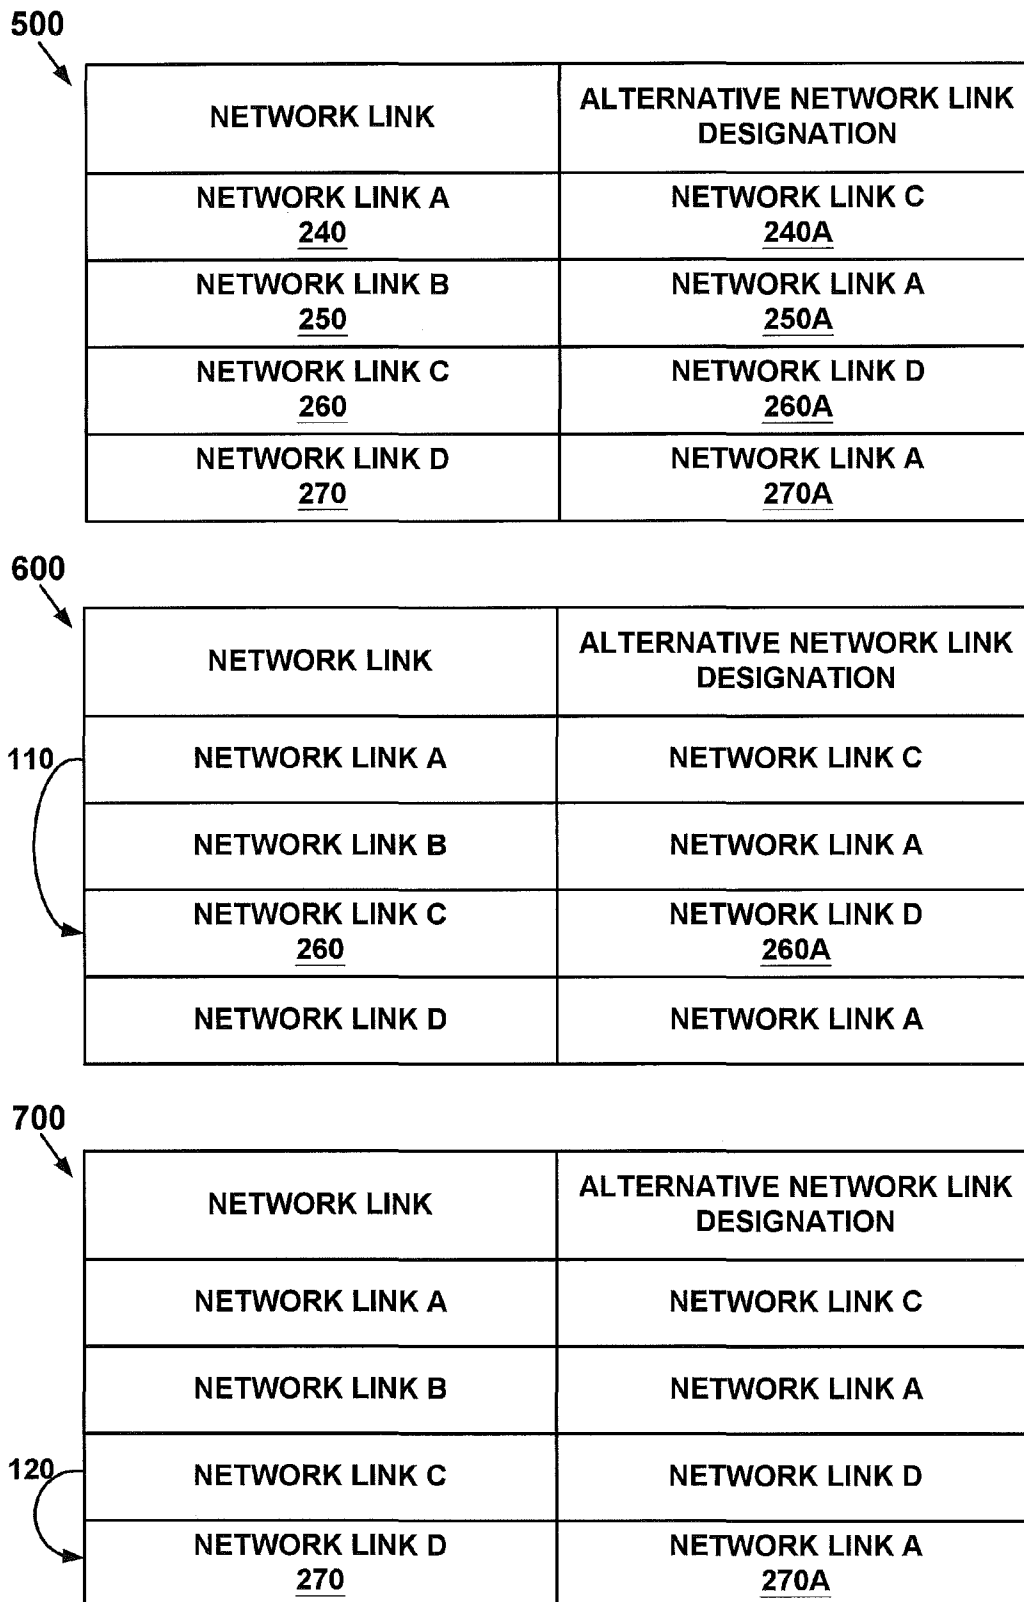 500
NETWORK LINK
ALTERNATIVE NETWORK LINK
DESIGNATION
NETWORK LINK A
240
NETWORK LINK C
240A
NETWORK LINK B
250
NETWORK LINK A
250A
NETWORK LINK C
260
NETWORK LINK D
260A
NETWORK LINK D
270
NETWORK LINK A
270A
600
NETWORK LINK
ALTERNATIVE NETWORK LINK
DESIGNATION
110
NETWORK LINK A
NETWORK LINK C
NETWORK LINK B
NETWORK LINK A
NETWORK LINK C
260
NETWORK LINK D
260A
NETWORK LINK D
NETWORK LINK A
700
NETWORK LINK
ALTERNATIVE NETWORK LINK
DESIGNATION
NETWORK LINK A
NETWORK LINK C
NETWORK LINK B
NETWORK LINK A
120
NETWORK LINK C
NETWORK LINK D
NETWORK LINK D
270
NETWORK LINK A
270A